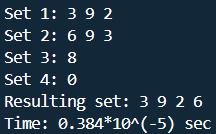 Set 1: 3 9 2
Set 2: 6 9 3
Set 3: 8
Set 4: 0
Resulting set: 3 9 2 6
Time: 0.384*10^(-5) sec